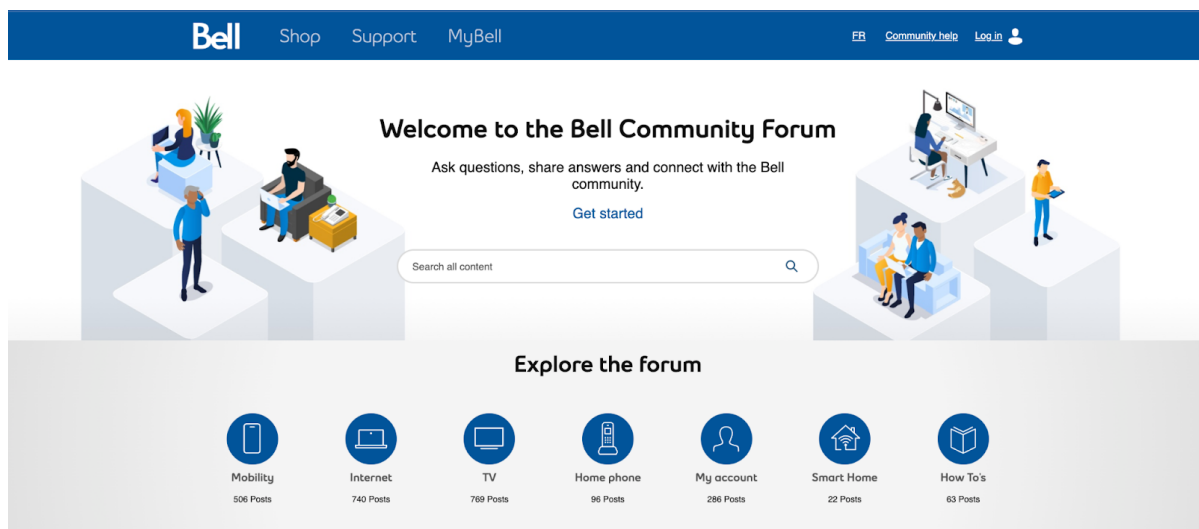 Bell Shop Support MyBell FR Community help Log in
Welcome to the Bell Community Forum
Ask questions, share answers and connect with the Bell
community.
Get started
Search all content
Explore the forum
Mobility Internet TV Home phone My account Smart Home How To's
506 Posts 740 Posts 769 Posts 96 Posts 286 Posts 22 Posts 63 Posts